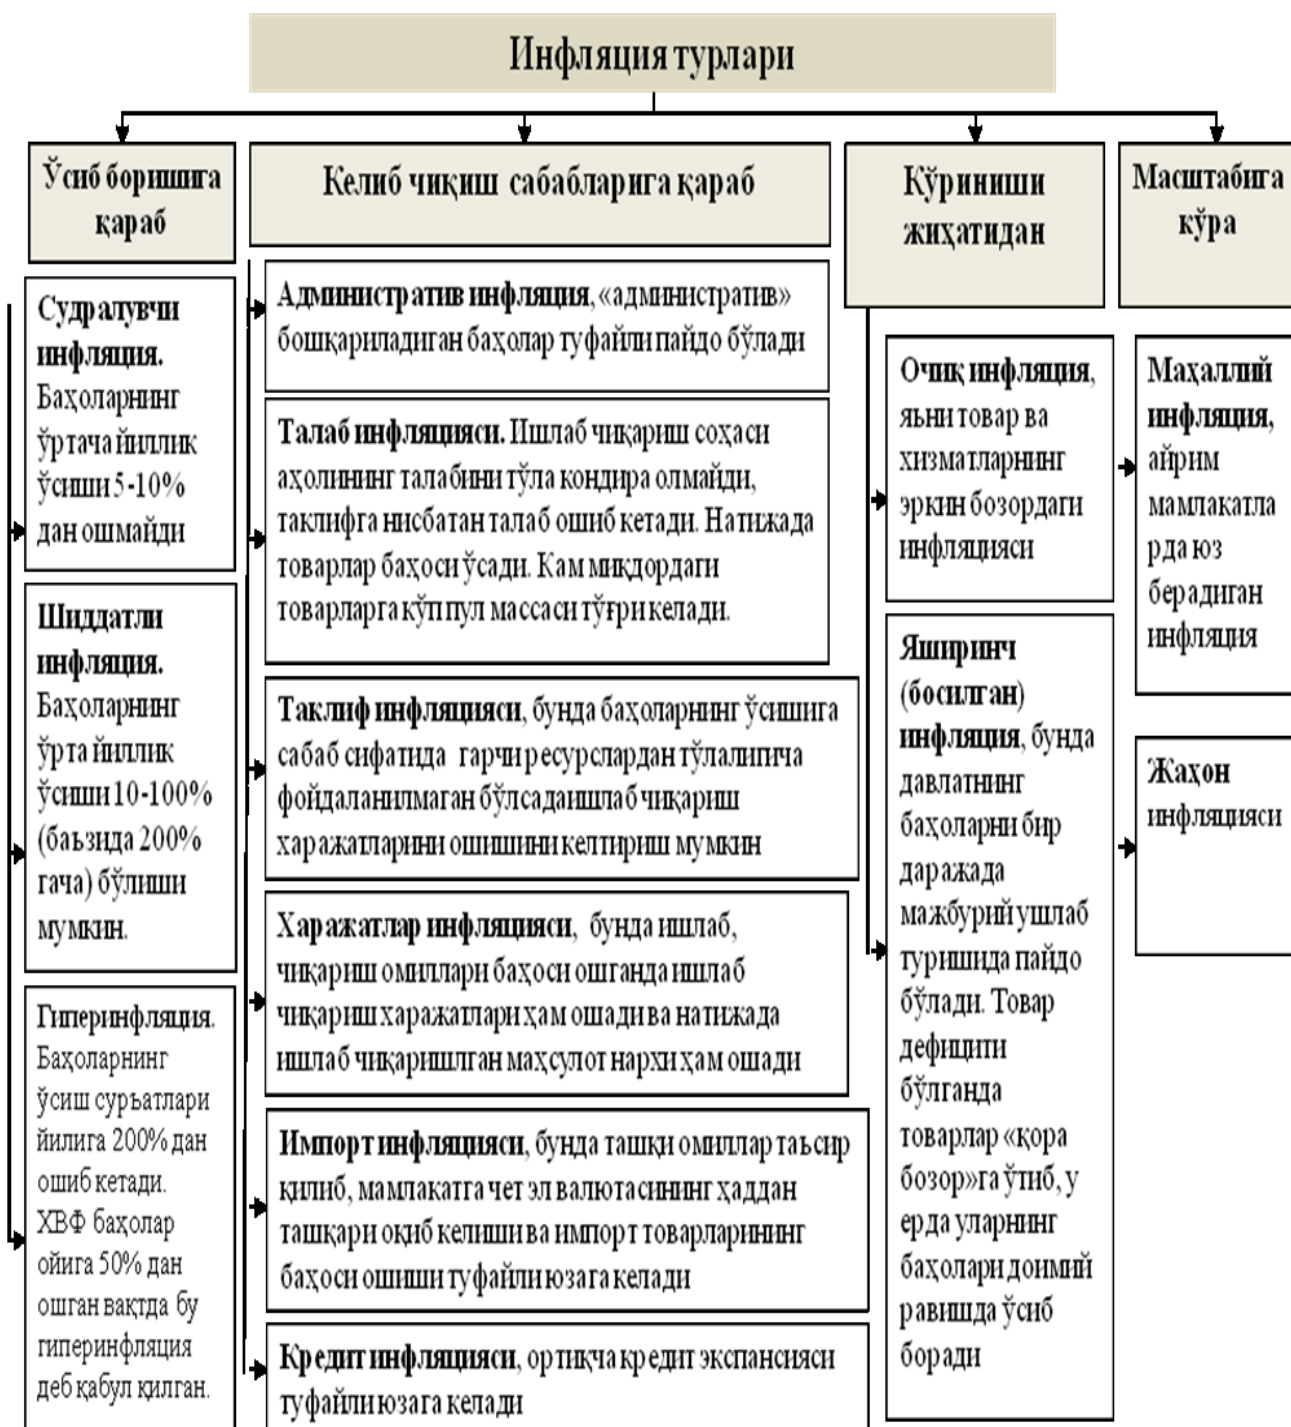 Инфляция турлари
Ўсиб боришига
қараб
Судралувчи
инфляция.
Баҳоларнинг
ўртача йиллик
ўсиши 5-10%
дан ошмайди
Шиддатли
инфляция.
Баҳоларнинг
ўрта йиллик
ўсиши 10-100%
(баьзида 200%
гача) бўлиши
мумкин.
Гиперинфляция.
Баҳоларнинг
ўсиш суръатлари
йилига 200% дан
ошиб кетади.
ХВФ баҳолар
ойига 50% дан
ошган вақтда бу
гиперинфляция
деб қабул қилган.
Келиб чиқиш сабабларига қараб
Административ инфляция, «административ»
бошқариладиган баҳолар туфайли пайдо бўлади
Талаб инфляцияси. Ишлаб чиқариш соҳаси
аҳолининг талабини тўла кондира олмайди,
таклифга нисбатан талаб ошиб кетади. Натижада
товарлар баҳоси ўсади. Кам миқдордаги
товарларга кўп пул массаси тўғри келади.
Таклиф инфляцияси, бунда баҳоларнинг ўсишига
сабаб сифатида гарчи ресурслардан тўлалигича
фойдаланилмаган бўлсадаишлаб чиқариш
харажатларини ошишини келтириш мумкин
Харажатлар инфляцияси, бунда ишлаб,
чиқариш омиллари баҳоси ошганда ишлаб
чиқариш харажатлари ҳам ошади ва натижада
ишлаб чиқаришлган маҳсулот нархи ҳам ошади
Импорт инфляцияси, бунда ташқи омиллар таьсир
қилиб, мамлакатга чет эл валютасининг ҳаддан
ташқари оқиб келиши ва импорт товарларининг
баҳоси ошиши туфайли юзага келади
Кредит инфляцияси, ортиқча кредит экспансияси
туфайли юзага келади
Кўриниши
жиҳатидан
Очиқ инфляция,
яьни товар ва
хизматларнинг
эркин бозордаги
инфляцияси
Яширинч
(босилган)
инфляция, бунда
давлатнинг
баҳоларни бир
даражада
мажбурий ушлаб
туришида пайдо
бўлади. Товар
дефицити
бўлганда
товарлар «қора
бозор»га ўтиб, у
ерда уларнинг
баҳолари доимий
равишда ўсиб
боради
Масштабига
кўра
Маҳаллий
инфляция,
айрим
мамлакатла
рда юз
берадиган
инфляция
Жаҳон
инфляцияси